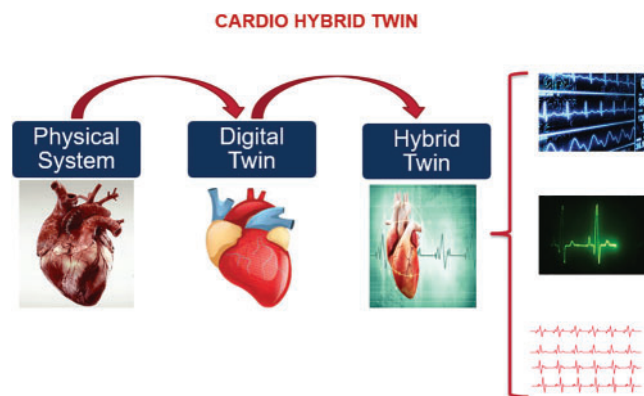 CARDIO HYBRID TWIN
Physical
System
Digital
Twin
Hybrid
Twin